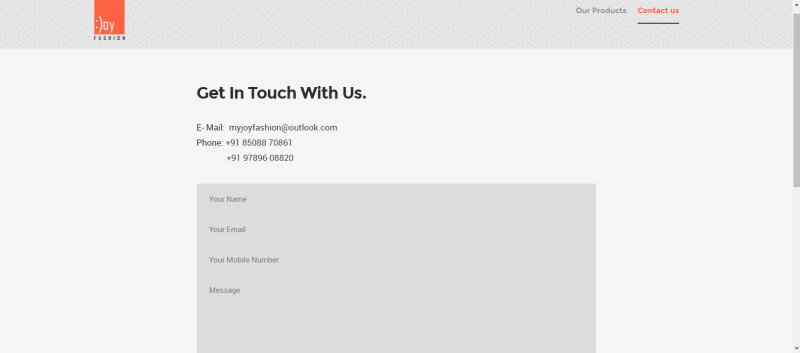 :)oy
FASHION
Our Products
Contact us
Get In Touch With Us.
E- Mail: myjoyfashion@outlook.com
Phone: +91 85088 70861
+91 97896 08820
Your Name
Your Email
Your Mobile Number
Message